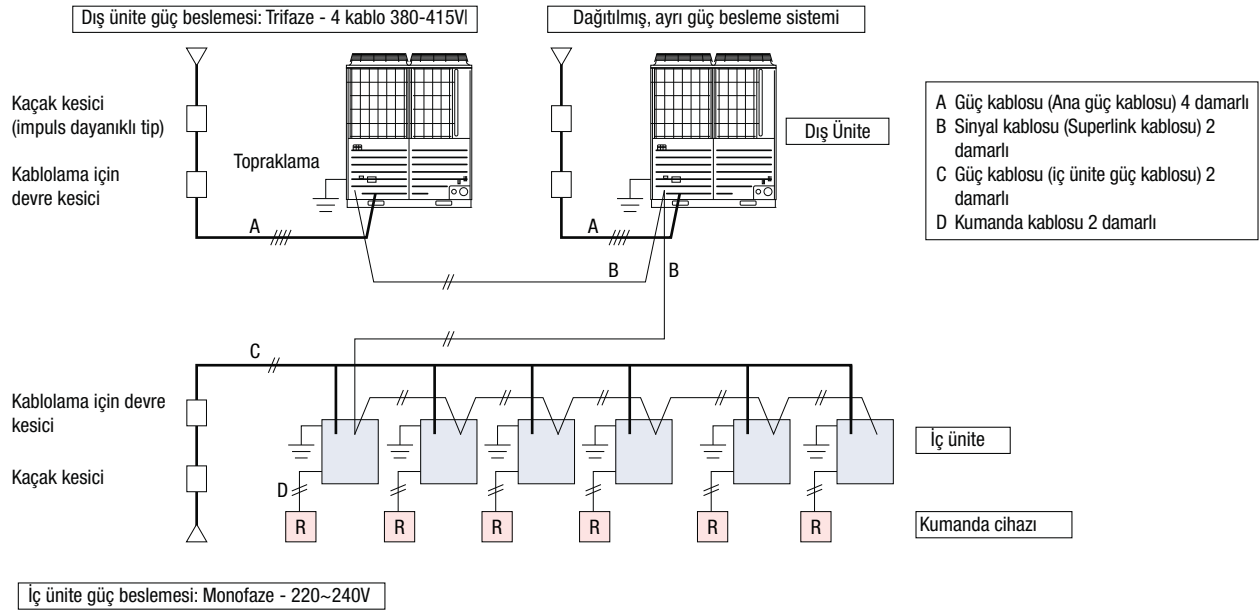 Dış ünite güç beslemesi: Trifaze - 4 kablo 380-415V
Dağıtılmış, ayrı güç besleme sistemi
Kaçak kesici
(impuls dayanıklı tip)
Kablolama için
devre kesici
Topraklama
Dış Ünite
A Güç kablosu (Ana güç kablosu) 4 damarlı
B Sinyal kablosu (Superlink kablosu) 2
damarlı
C Güç kablosu (iç ünite güç kablosu) 2
damarlı
D Kumanda kablosu 2 damarlı
A
A
B
B
C
Kablolama için devre
kesici
Kaçak kesici
İç ünite
D
R
R
R
R
R
R
Kumanda cihazı
İç ünite güç beslemesi: Monofaze - 220~240V